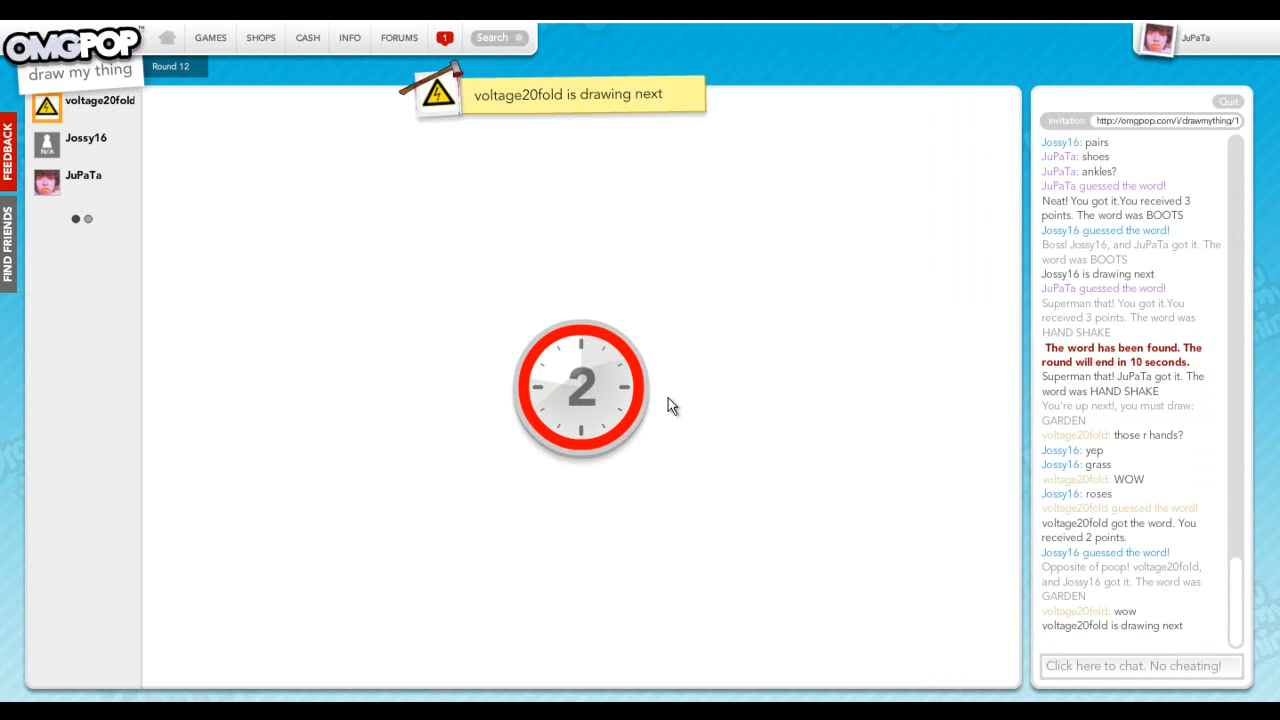 OMGPOP™
draw my thing
GAMES
SHOPS
CASH
INFO
FORUMS
1
Search
JuPaTa
Round 12
voltage20fold is drawing next
FEEDBACK
FIND FRIENDS
voltage20fold
Jossy16
N/A
JuPaTa
2
Quit
Invitation
http://omgpop.com/i/drawmything/1
Jossy16: pairs
JuPaTa: shoes
JuPaTa: ankles?
JuPaTa guessed the word!
Neat! You got it.You received 3
points. The word was BOOTS
Jossy16 guessed the word!
Boss! Jossy16, and JuPaTa got it. The
word was BOOTS
Jossy16 is drawing next
JuPaTa guessed the word!
Superman that! You got it.You
received 3 points. The word was
HAND SHAKE
The word has been found. The
round will end in 10 seconds.
Superman that! JuPaTa got it. The
word was HAND SHAKE
You're up next!, you must draw:
GARDEN
voltage20fold: those r hands?
Jossy16: yep
Jossy16: grass
voltage20fold: WOW
Jossy16: roses
voltage20fold guessed the word!
voltage20fold got the word. You
received 2 points.
Jossy16 guessed the word!
Opposite of poop! voltage20fold,
and Jossy16 got it. The word was
GARDEN
voltage20fold: wow
voltage20fold is drawing next
Click here to chat. No cheating!